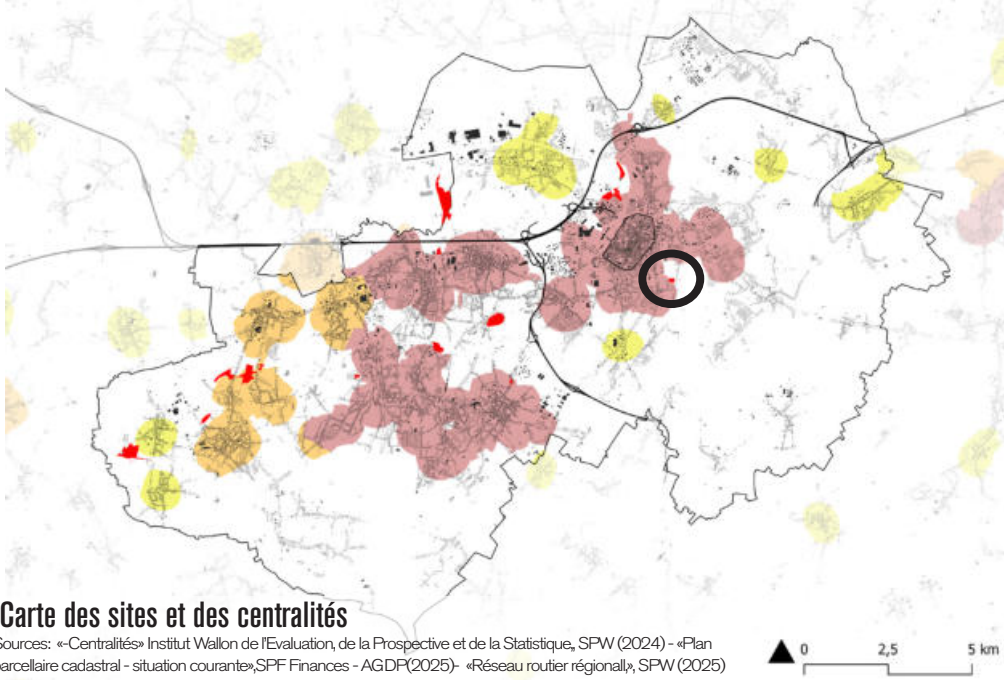 Carte des sites et des centralités
Sources: «-Centralités» Institut Wallon de l'Evaluation, de la Prospective et de la Statistique,, SPW (2024) - «Plan
parcellaire cadastral - situation courante»,SPF Finances - AGDP(2025)- «Réseau routier régional,», SPW (2025)
0 2,5 5 km